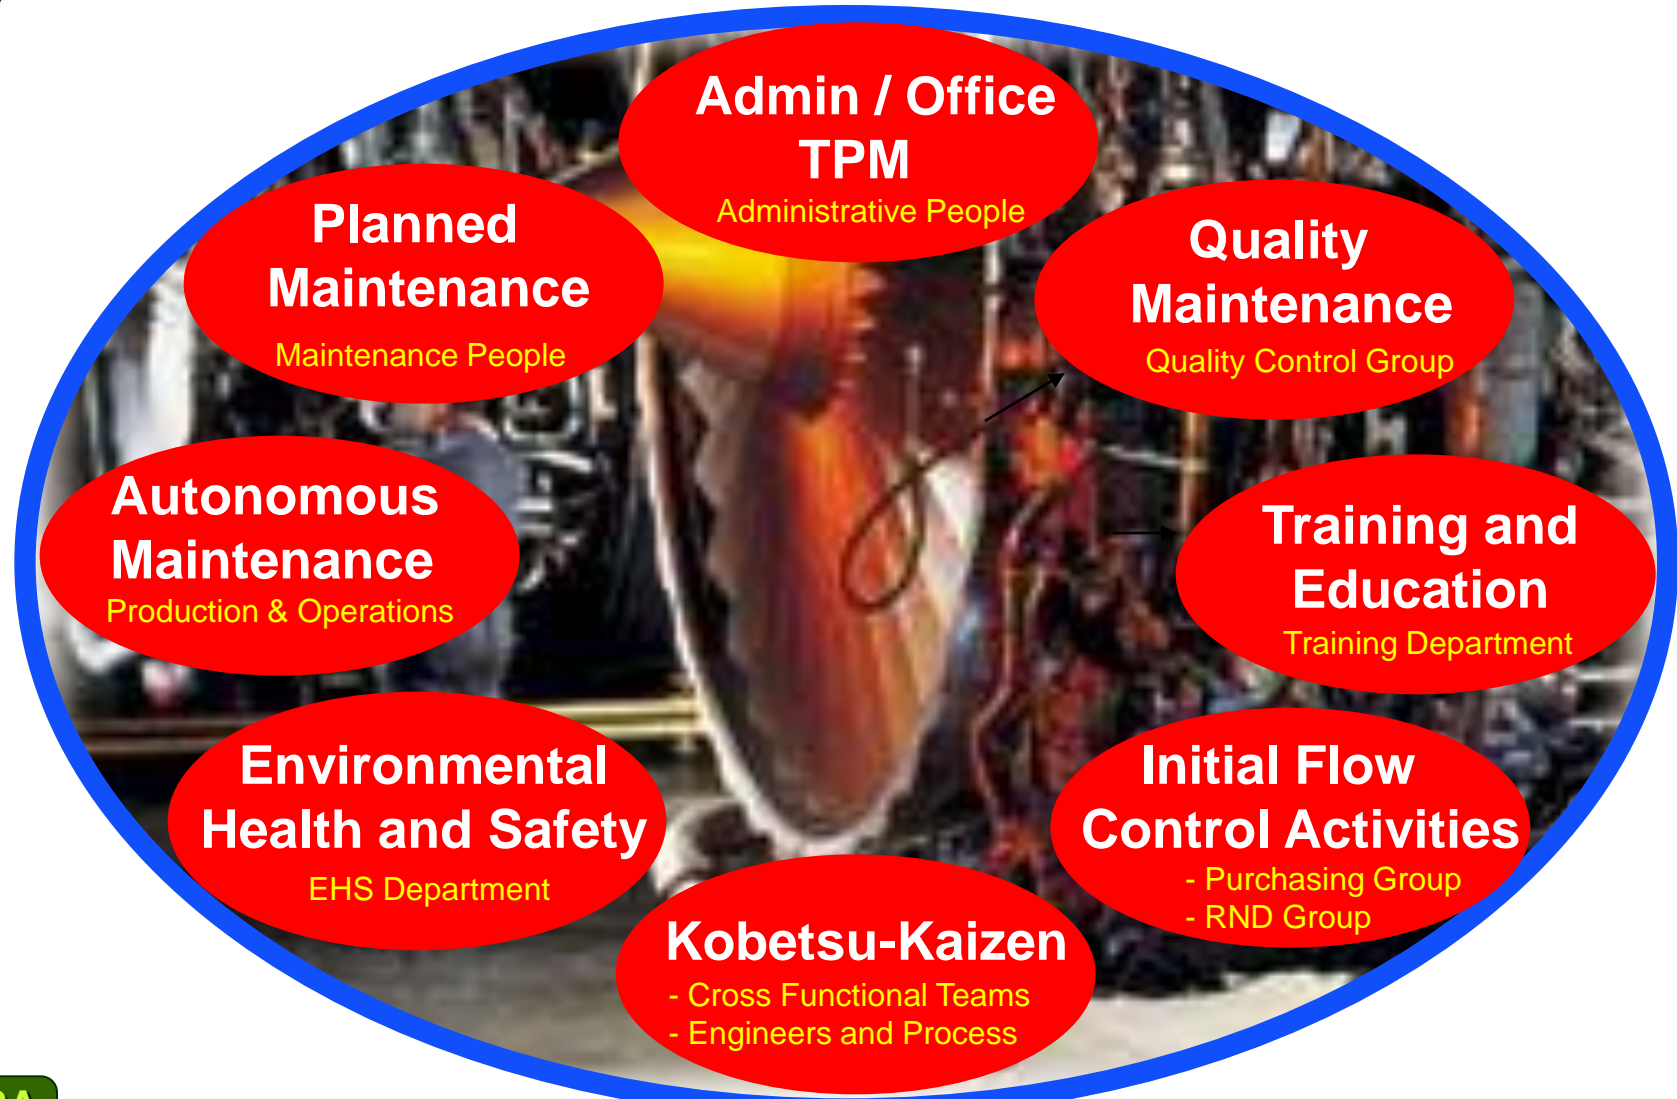 Admin / Office
TPM
Administrative People
Planned
Maintenance
Maintenance People
Quality
Maintenance
Quality Control Group
Autonomous
Maintenance
Production & Operations
Training and
Education
Training Department
Environmental
Health and Safety
EHS Department
Initial Flow
Control Activities
- Purchasing Group
- RND Group
Kobetsu-Kaizen
- Cross Functional Teams
- Engineers and Process